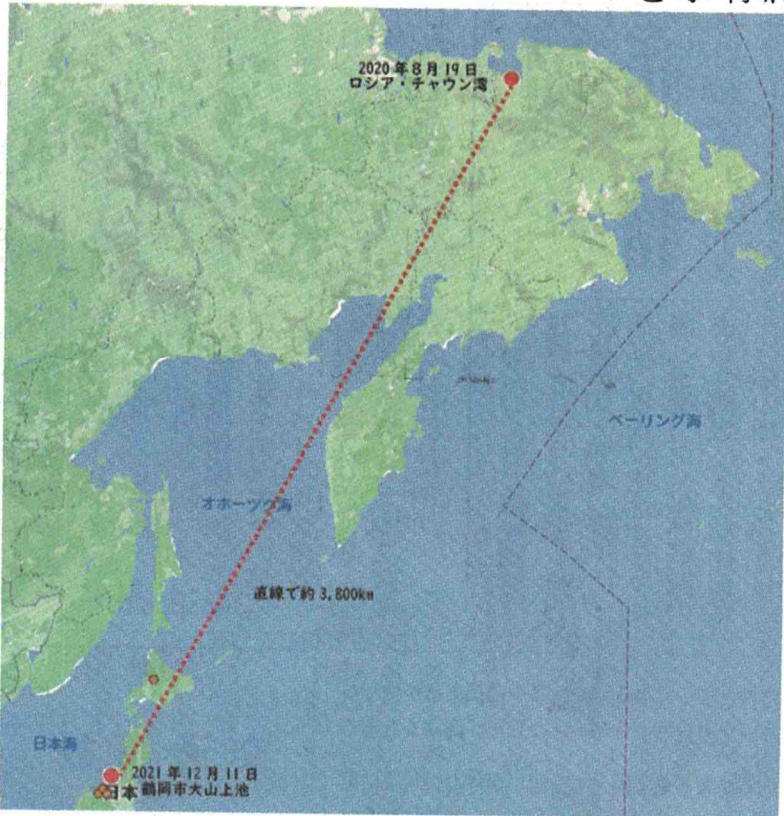 2020年8月19日
ロシア・チャウン湾
ベーリング海
オホーツク海
直線で約3,800km
日本海
2021年12月11日
日本 鶴岡市大山上池